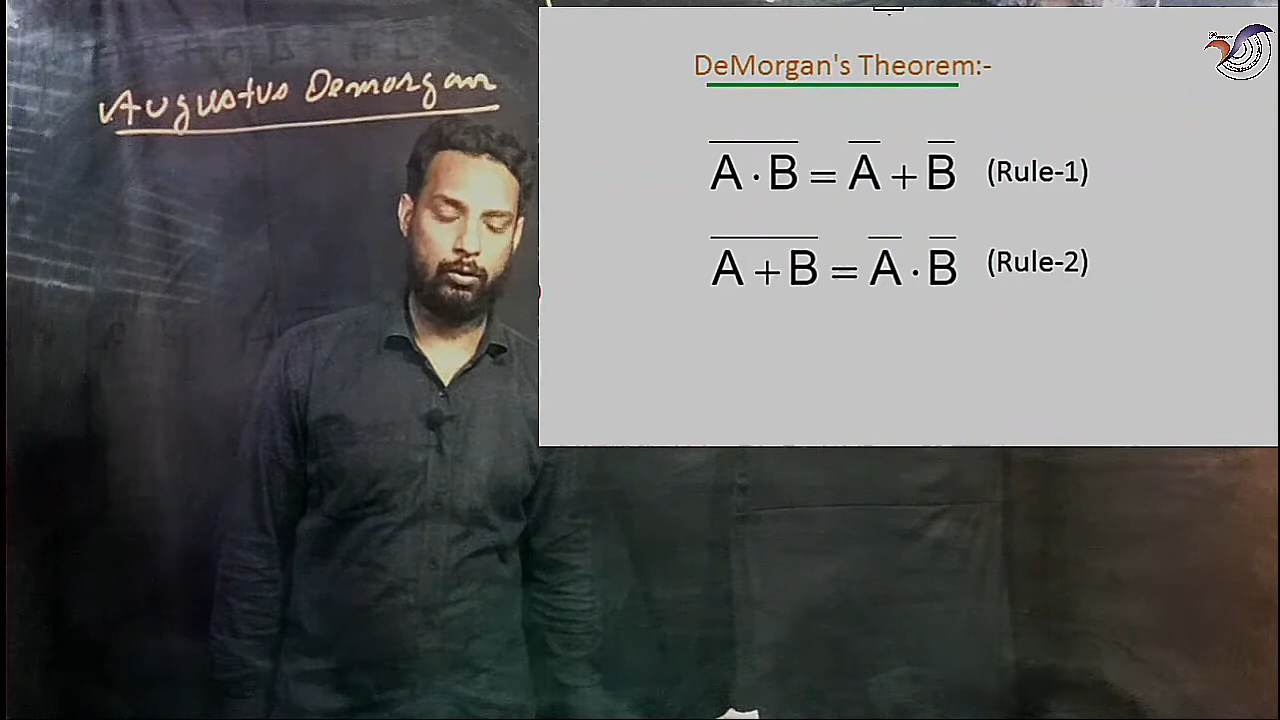 Augustus Demorgan
DeMorgan's Theorem:-
A̅ ̅·̅ ̅B̅ = A̅ + B̅ (Rule-1)
A̅ ̅+̅ ̅B̅ = A̅ · B̅ (Rule-2)